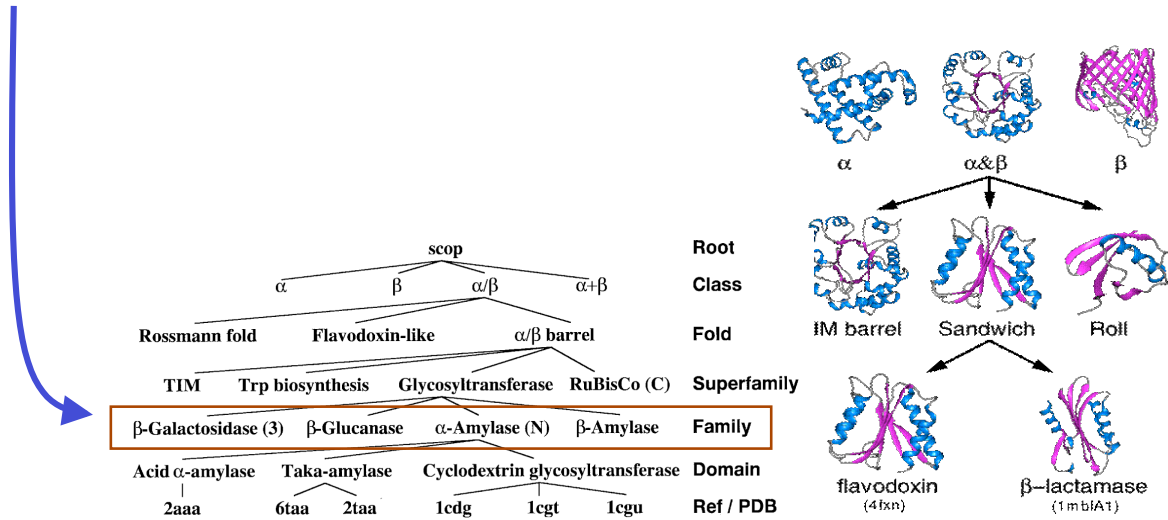 scop Root
α β α/β α+β Class
Rossmann fold Flavodoxin-like α/β barrel Fold
TIM Trp biosynthesis Glycosyltransferase RuBisCo (C) Superfamily
β-Galactosidase (3) β-Glucanase α-Amylase (N) β-Amylase Family
Acid α-amylase Taka-amylase Cyclodextrin glycosyltransferase Domain
2aaa 6taa 2taa 1cdg 1cgt 1cgu Ref / PDB
α α&β β
IM barrel Sandwich Roll
flavodoxin β-lactamase
(4fxn) (1mblA1)